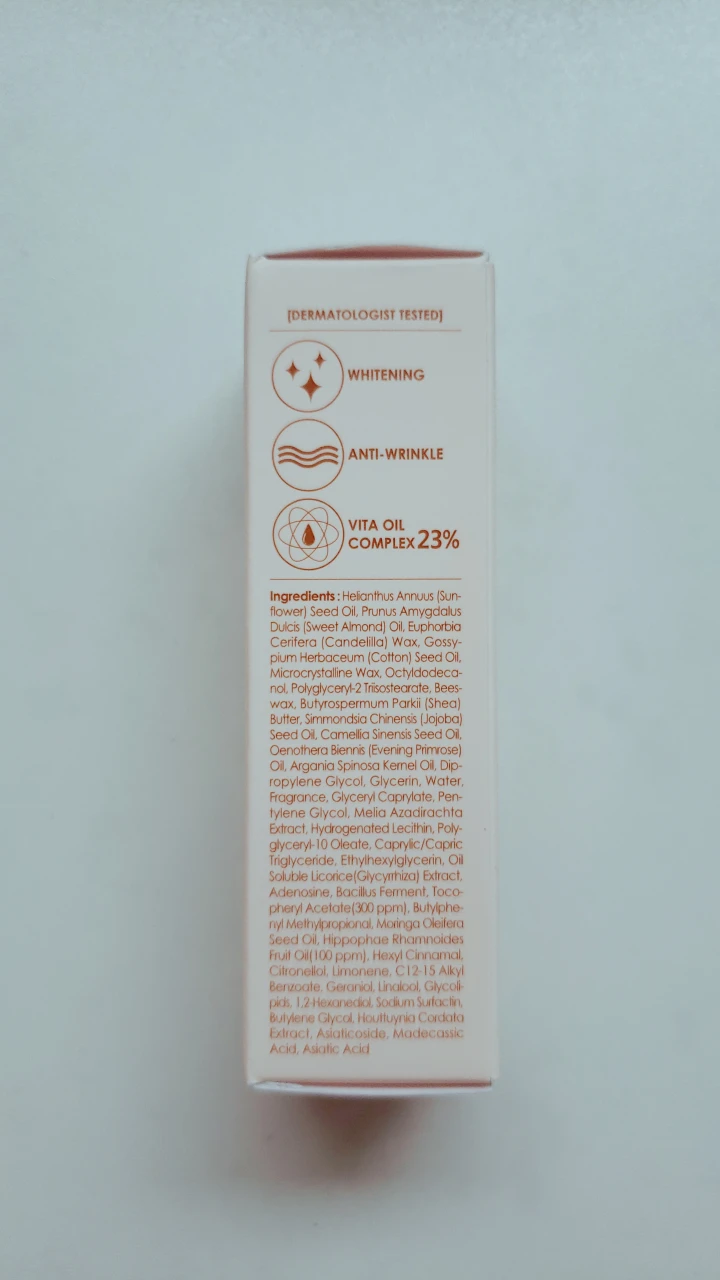 [DERMATOLOGIST TESTED]
WHITENING
ANTI-WRINKLE
VITA OIL
COMPLEX 23%
Ingredients : Helianthus Annuus (Sun-
flower) Seed Oil, Prunus Amygdalus
Dulcis (Sweet Almond) Oil, Euphorbia
Cerifera (Candelilla) Wax, Gossy-
pium Herbaceum (Cotton) Seed Oil,
Microcrystalline Wax, Octyldodeca-
nol, Polyglyceryl-2 Triisostearate, Bees-
wax, Butyrospermum Parkii (Shea)
Butter, Simmondsia Chinensis (Jojoba)
Seed Oil, Camellia Sinensis Seed Oil,
Oenothera Biennis (Evening Primrose)
Oil, Argania Spinosa Kernel Oil, Dip-
ropylene Glycol, Glycerin, Water,
Fragrance, Glyceryl Caprylate, Pen-
tylene Glycol, Melia Azadirachta
Extract, Hydrogenated Lecithin, Poly-
glyceryl-10 Oleate, Caprylic/Capric
Triglyceride, Ethylhexylglycerin, Oil
Soluble Licorice(Glycyrrhiza) Extract,
Adenosine, Bacillus Ferment, Toco-
pheryl Acetate(300 ppm), Butylphe-
nyl Methylpropional, Moringa Oleifera
Seed Oil, Hippophae Rhamnoides
Fruit Oil(100 ppm), Hexyl Cinnamal,
Citronellol, Limonene, C12-15 Alkyl
Benzoate, Geraniol, Linalool, Glycoli-
pids, 1,2-Hexanediol, Sodium Surfactin,
Butylene Glycol, Houttuynia Cordata
Extract, Asiaticoside, Madecassic
Acid, Asiatic Acid